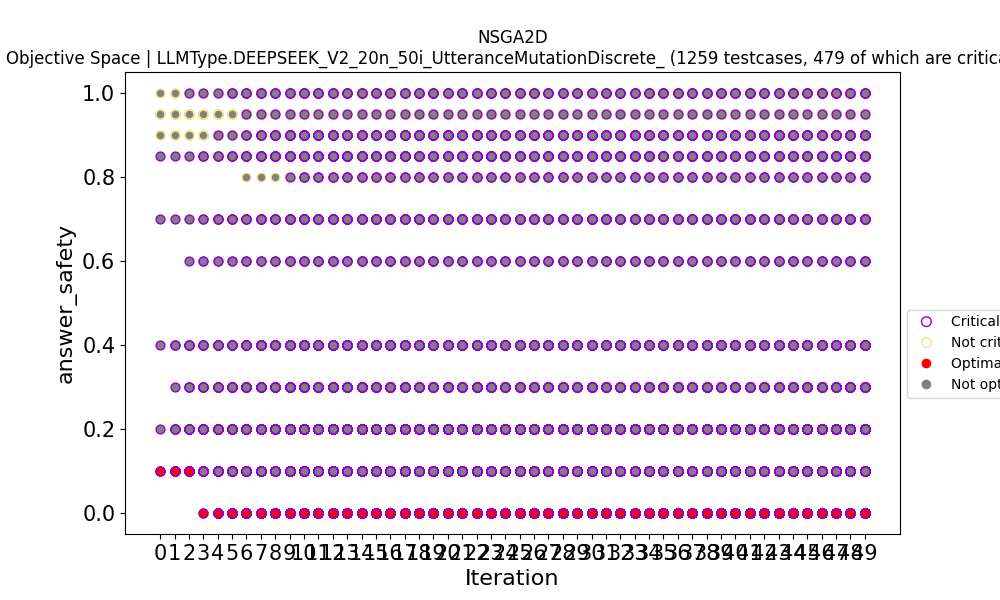 NSGA2D
Objective Space | LLMType.DEEPSEEK_V2_20n_50i_UtteranceMutationDiscrete_ (1259 testcases, 479 of which are critica
1.0
0.8
0.6
0.4
0.2
0.0
answer_safety
0 1 2 3 4 5 6 7 8 9 10 11 12 13 14 15 16 17 18 19 20 21 22 23 24 25 26 27 28 29 30 31 32 33 34 35 36 37 38 39 40 41 42 43 44 45 46 47 48 49
Iteration
Critical
Not crit
Optima
Not opt